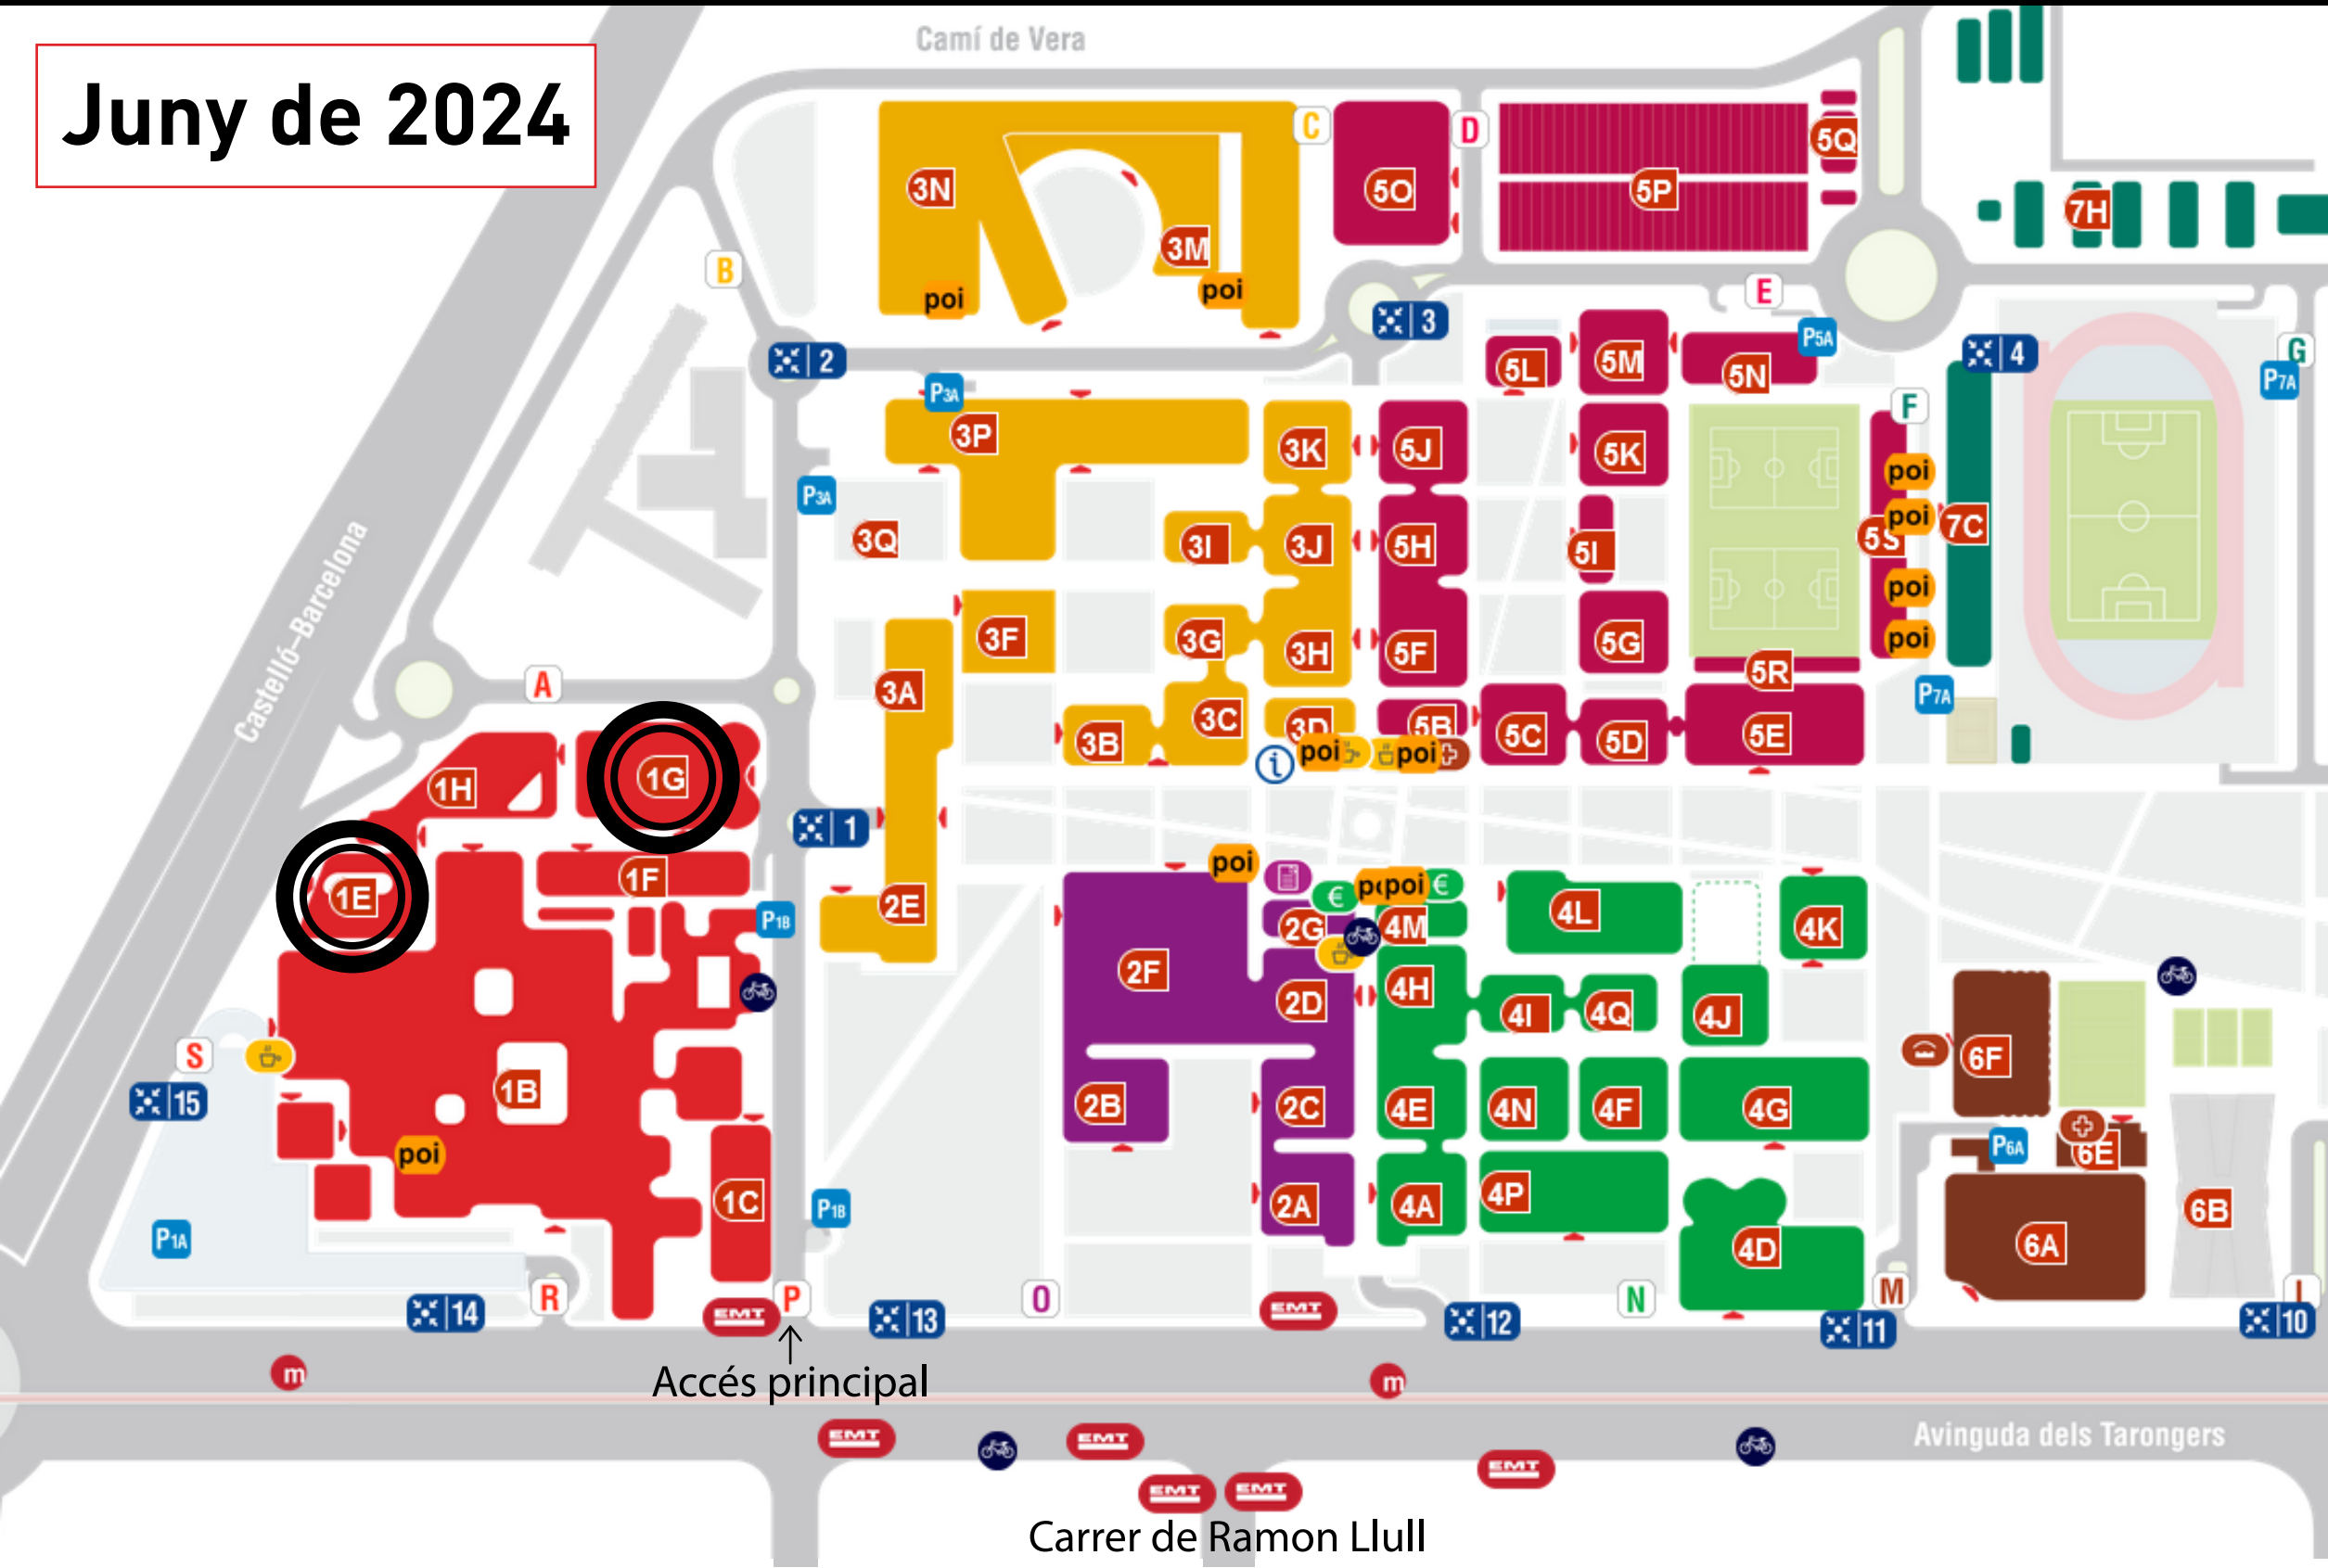 Camí de Vera
Juny de 2024
C
D
5Q
3N
5O
5P
7H
3M
B
poi
poi
E
3
2
5L
5M
5N
P5A
4
G
P7A
P3A
F
3P
3K
5J
5K
poi
P3A
3Q
3I
3J
5H
5I
5S
poi
7C
poi
Castelló-Barcelona
3F
3G
3H
5F
5G
poi
5R
A
3A
P7A
3B
3C
3D
5B
5C
5D
5E
poi
poi
i
1H
1G
1
1E
1F
poi
poi
€
€
2E
P1B
2G
4M
4L
4K
2F
2D
4H
4I
4Q
4J
S
6F
15
1B
2B
2C
4E
4N
4F
4G
poi
P6A
6E
1C
P1B
2A
4A
4P
6B
P1A
4D
6A
R
P
O
N
M
14
EMT
13
EMT
12
11
10
m
Accés principal
m
EMT
EMT
Avinguda dels Tarongers
EMT
EMT
EMT
Carrer de Ramon Llull